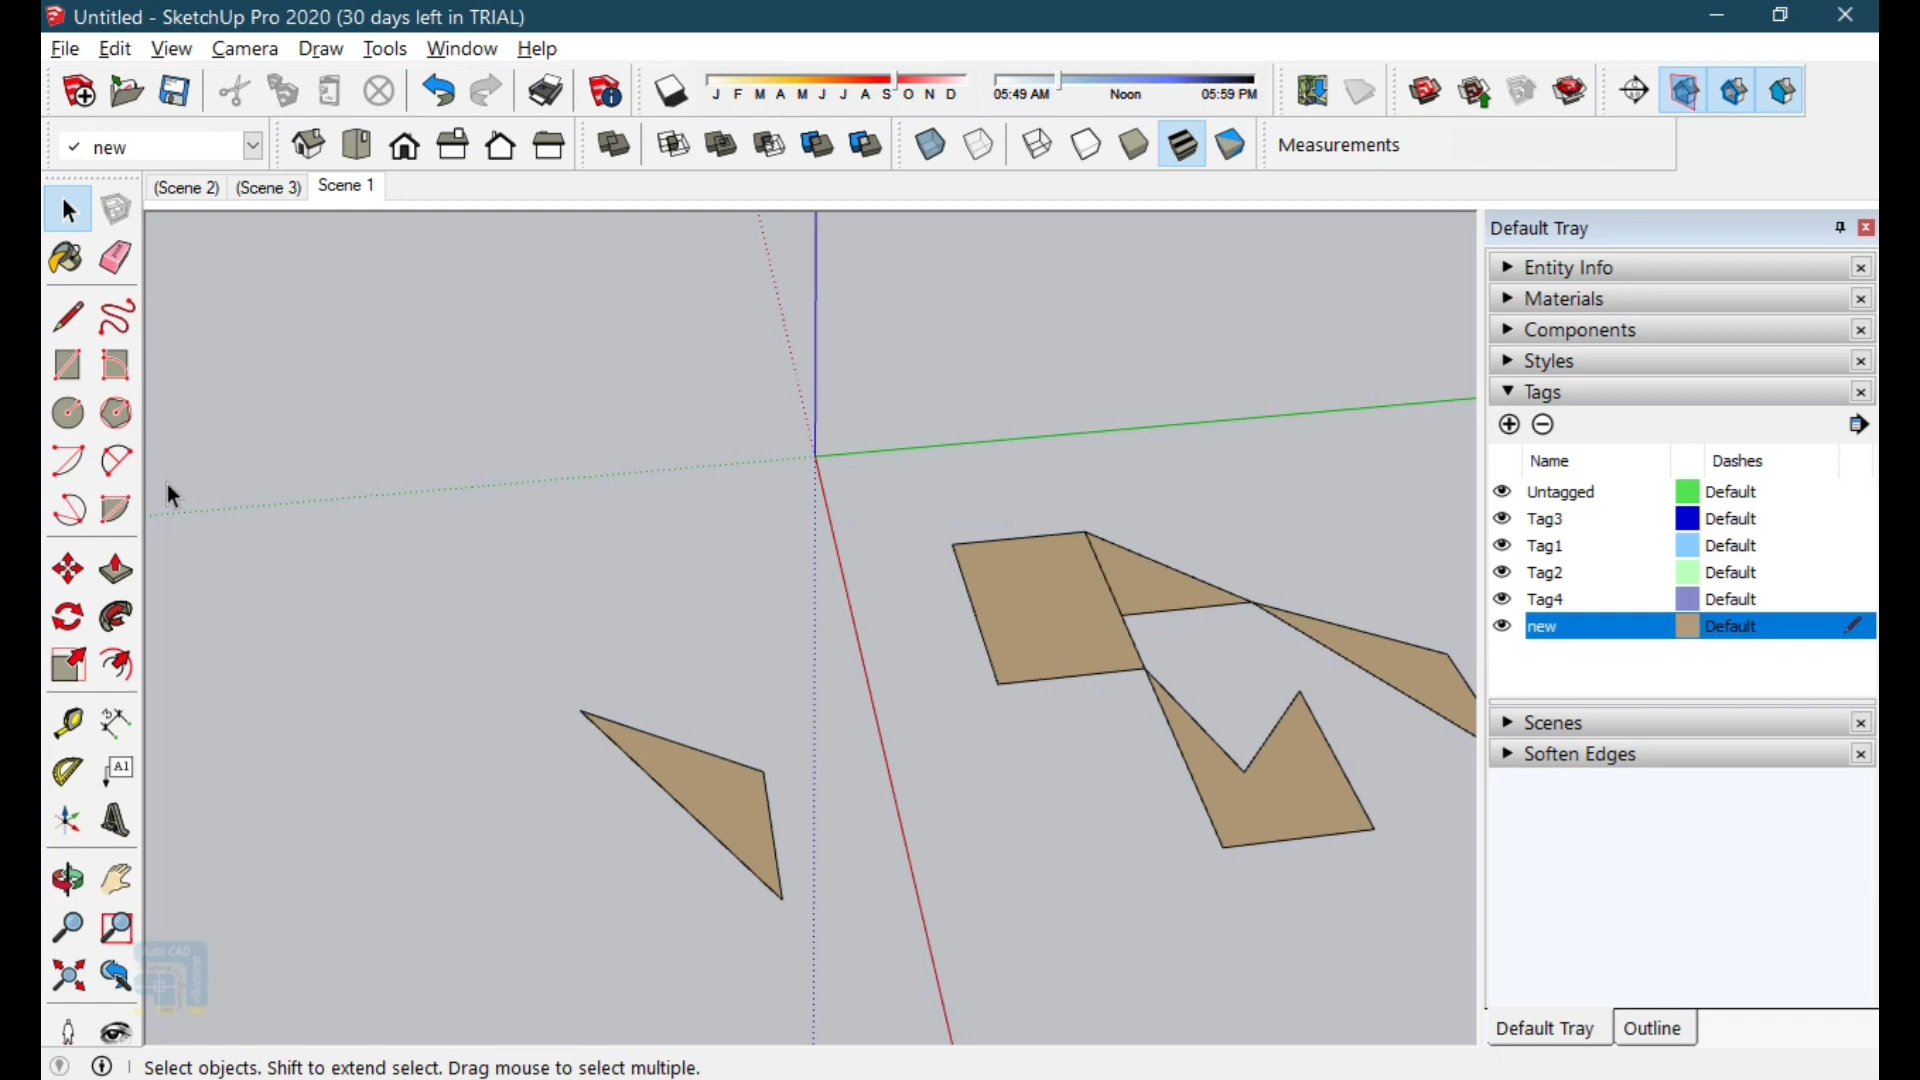 Untitled - SketchUp Pro 2020 (30 days left in TRIAL)
File Edit View Camera Draw Tools Window Help
J F M A M J J A S O N D
05:49 AM Noon 05:59 PM
new
Measurements
(Scene 2) (Scene 3) Scene 1
Default Tray
Entity Info
Materials
Components
Styles
Tags
Name Dashes
Untagged Default
Tag3 Default
Tag1 Default
Tag2 Default
Tag4 Default
new Default
Scenes
Soften Edges
A1
Auto CAD
Default Tray Outline
Select objects. Shift to extend select. Drag mouse to select multiple.